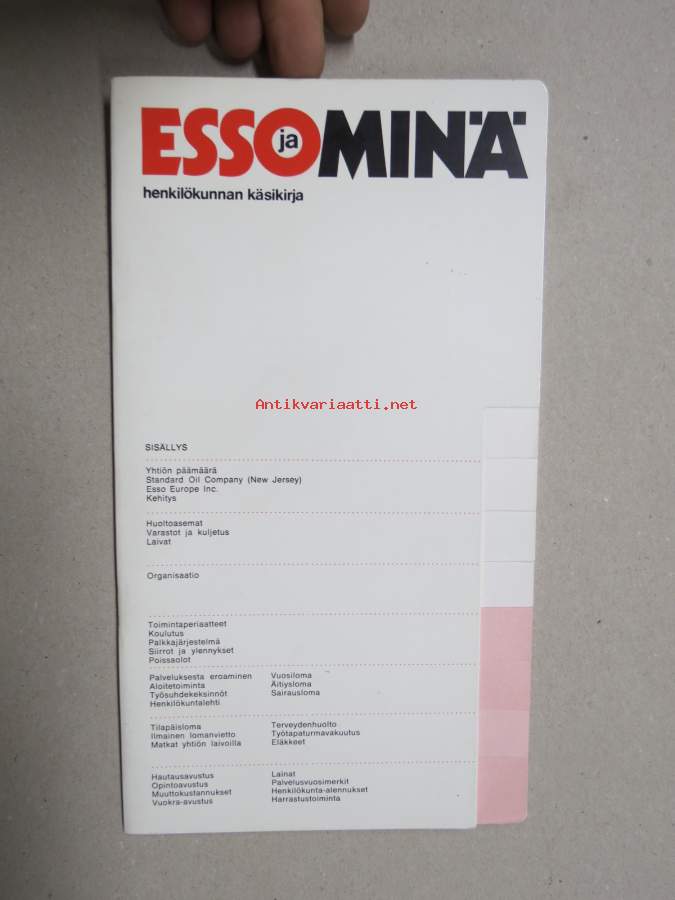 ESSO ja MINÄ
henkilökunnan käsikirja
Antikvariaatti.net
SISÄLLYS
Yhtiön päämäärä
Standard Oil Company (New Jersey)
Esso Europe Inc.
Kehitys
Huoltoasemat
Varastot ja kuljetus
Laivat
Organisaatio
Toimintaperiaatteet
Koulutus
Palkkajärjestelmä
Siirrot ja ylennykset
Poissaolot
Palveluksesta eroaminen
Aloitetoiminta
Työsuhdekeksinnöt
Henkilökuntalehti
Vuosiloma
Äitiysloma
Sairausloma
Tilapäisloma
Ilmainen lomanvietto
Matkat yhtiön laivoilla
Terveydenhuolto
Työtapaturmavakuutus
Eläkkeet
Hautausavustus
Opintoavustus
Muuttokustannukset
Vuokra-avustus
Lainat
Palvelusvuosimerkit
Henkilökunta-alennukset
Harrastustoiminta